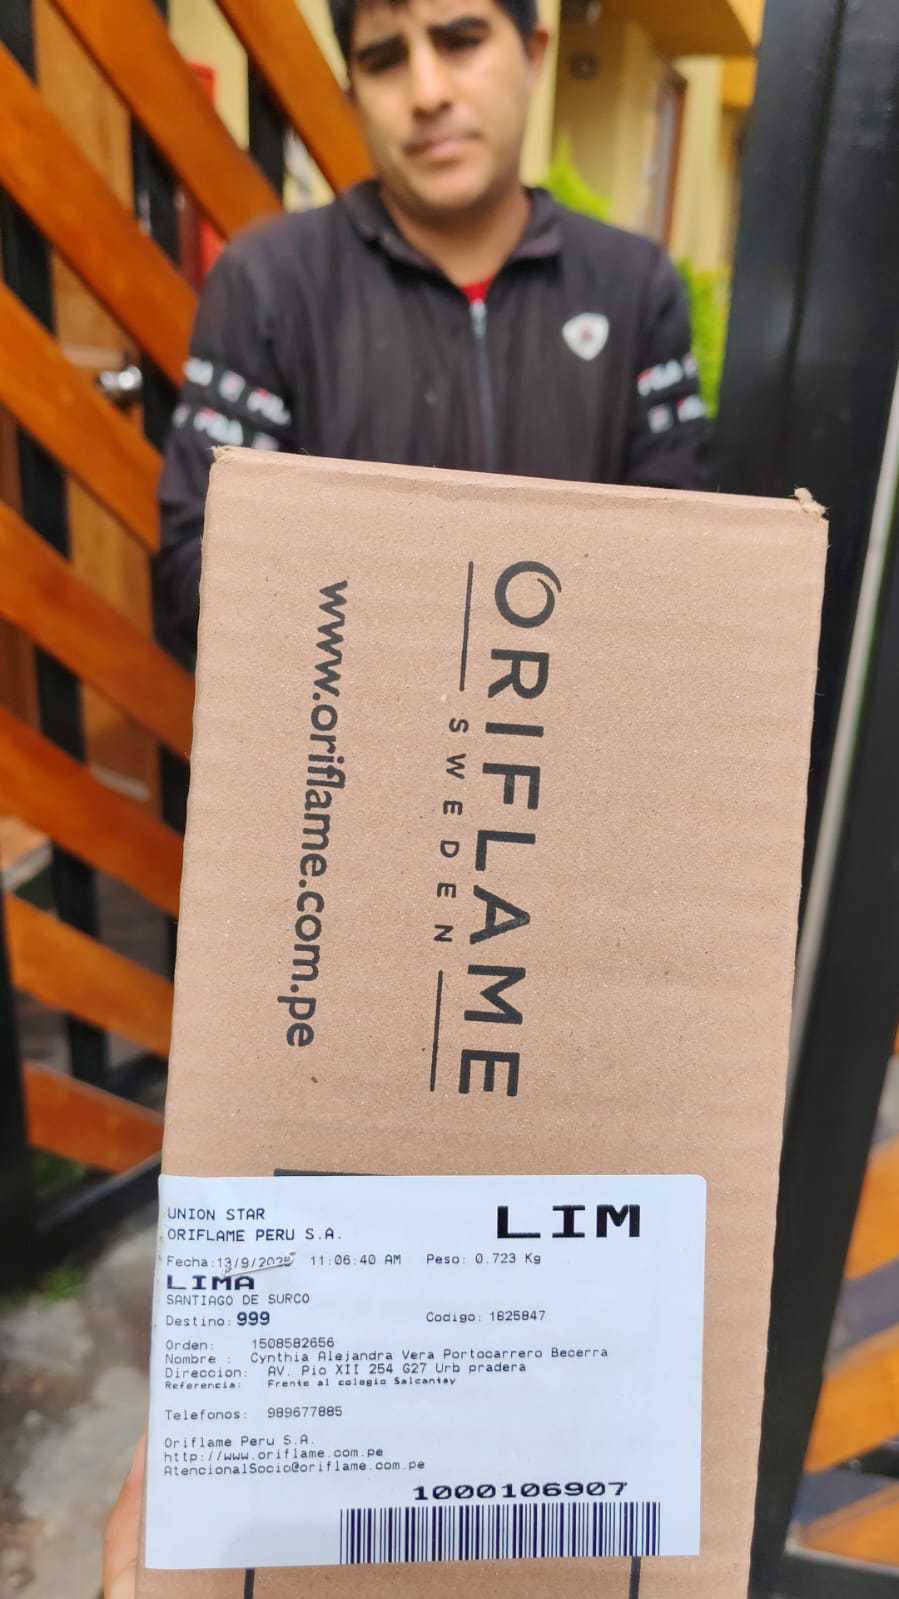 FILA
ORIFLAME
SWEDEN
www.oriflame.com.pe
UNION STAR
ORIFLAME PERU S.A.
LIM
Fecha:13/9/2025 11:06:40 AM Peso: 0.723 Kg
LIMA
SANTIAGO DE SURCO
Destino: 999 Codigo: 1625847
Orden: 1508582656
Nombre : Cynthia Alejandra Vera Portocarrero Becerra
Direccion: AV. Pio XII 254 G27 Urb pradera
Referencia: Frente al colegio Salcantay
Telefonos: 989677885
Oriflame Peru S.A.
http://www.oriflame.com.pe
AtencionalSocio@oriflame.com.pe
1000106907